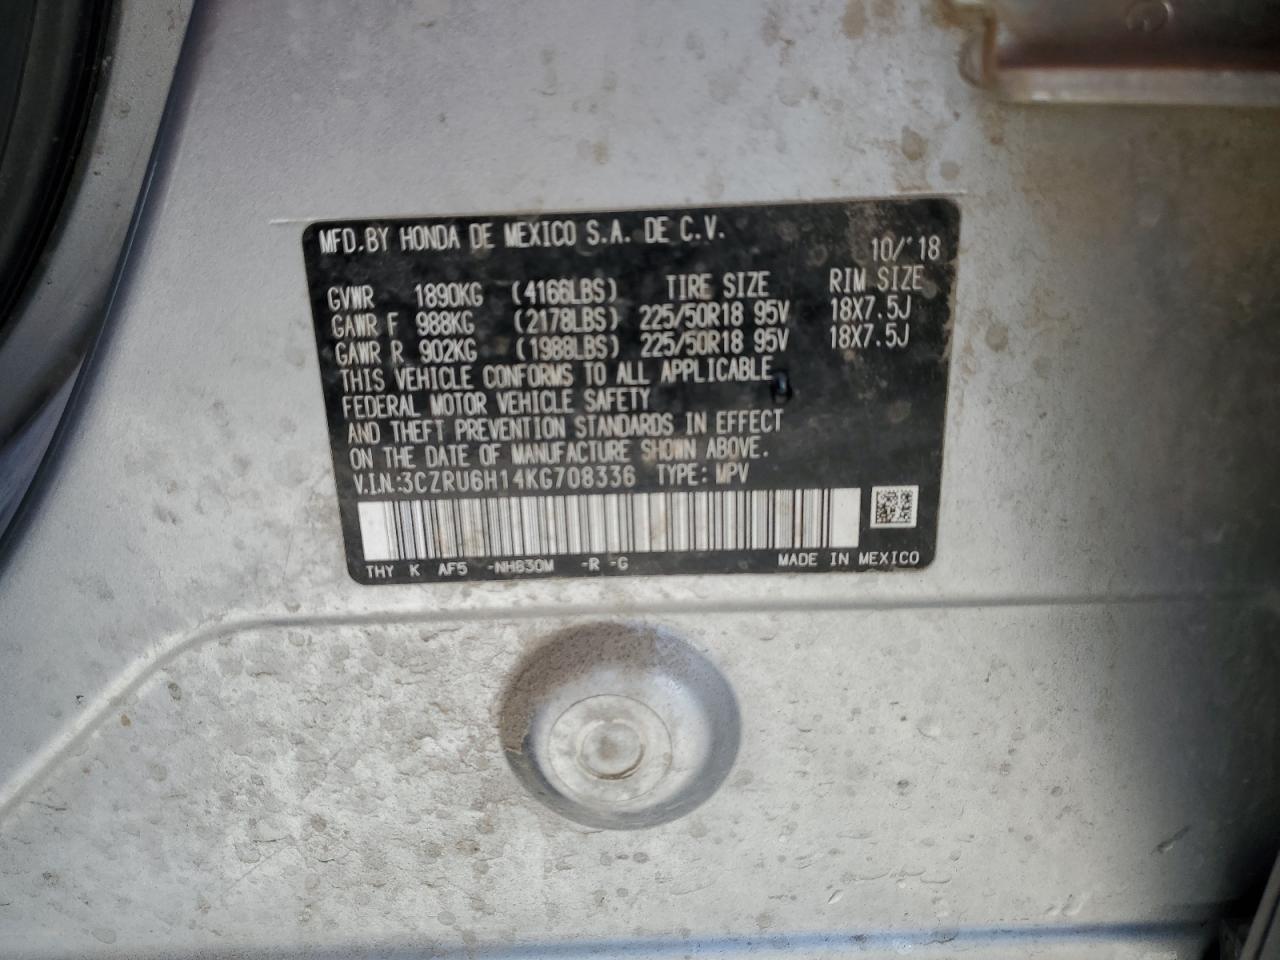 MFD.BY HONDA DE MEXICO S.A. DE C.V.
10/'18
GVWR 1890KG (4166LBS) TIRE SIZE RIM SIZE
GAWR F 988KG (2178LBS) 225/50R18 95V 18X7.5J
GAWR R 902KG (1988LBS) 225/50R18 95V 18X7.5J
THIS VEHICLE CONFORMS TO ALL APPLICABLE
FEDERAL MOTOR VEHICLE SAFETY
AND THEFT PREVENTION STANDARDS IN EFFECT
ON THE DATE OF MANUFACTURE SHOWN ABOVE.
V.I.N.:3CZRU6H14KG708336 TYPE: MPV
THY K AF5 -NH830M -R -G MADE IN MEXICO